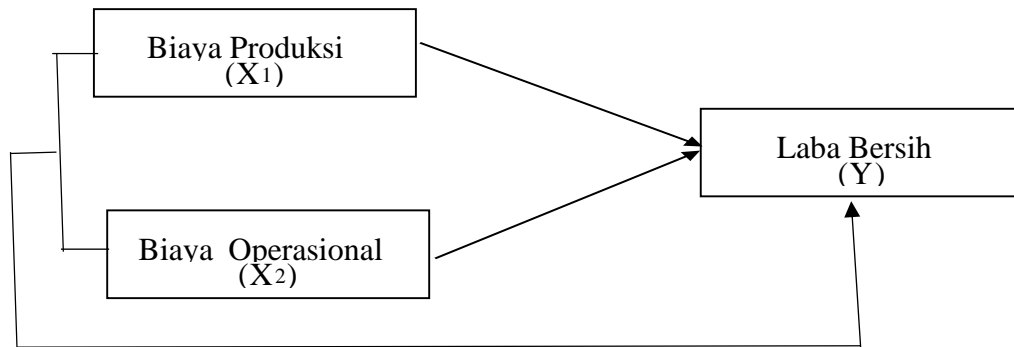 Biaya Produksi
(X1)
Laba Bersih
(Y)
Biaya Operasional
(X2)